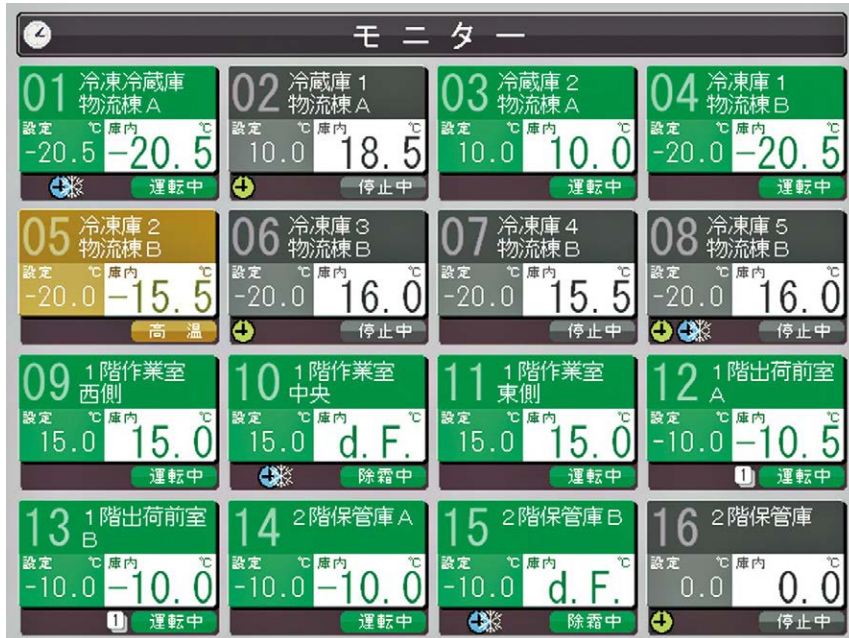 モニター
01 冷凍冷蔵庫
物流棟A
設定 ℃ 庫内 ℃
-20.5 -20.5
運転中
02 冷蔵庫1
物流棟A
設定 ℃ 庫内 ℃
10.0 18.5
停止中
03 冷蔵庫2
物流棟A
設定 ℃ 庫内 ℃
10.0 10.0
運転中
04 冷凍庫1
物流棟B
設定 ℃ 庫内 ℃
-20.0 -20.5
運転中
05 冷凍庫2
物流棟B
設定 ℃ 庫内 ℃
-20.0 -15.5
高温
06 冷凍庫3
物流棟B
設定 ℃ 庫内 ℃
-20.0 16.0
停止中
07 冷凍庫4
物流棟B
設定 ℃ 庫内 ℃
-20.0 15.5
停止中
08 冷凍庫5
物流棟B
設定 ℃ 庫内 ℃
-20.0 16.0
停止中
09 1階作業室
西側
設定 ℃ 庫内 ℃
15.0 15.0
運転中
10 1階作業室
中央
設定 ℃ 庫内 ℃
15.0 d.F.
除霜中
11 1階作業室
東側
設定 ℃ 庫内 ℃
15.0 15.0
運転中
12 1階出荷前室
A
設定 ℃ 庫内 ℃
-10.0 -10.5
1 運転中
13 1階出荷前室
B
設定 ℃ 庫内 ℃
-10.0 -10.0
1 運転中
14 2階保管庫A
設定 ℃ 庫内 ℃
-10.0 -10.0
運転中
15 2階保管庫B
設定 ℃ 庫内 ℃
-10.0 d.F.
除霜中
16 2階保管庫
設定 ℃ 庫内 ℃
0.0 0.0
停止中